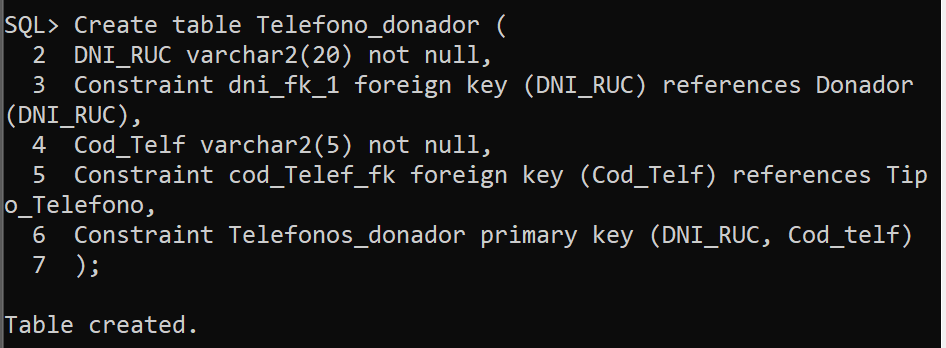 SQL> Create table Telefono_donador (
  2  DNI_RUC varchar2(20) not null,
  3  Constraint dni_fk_1 foreign key (DNI_RUC) references Donador
(DNI_RUC),
  4  Cod_Telf varchar2(5) not null,
  5  Constraint cod_Telef_fk foreign key (Cod_Telf) references Tip
o_Telefono,
  6  Constraint Telefonos_donador primary key (DNI_RUC, Cod_telf)
  7  );

Table created.